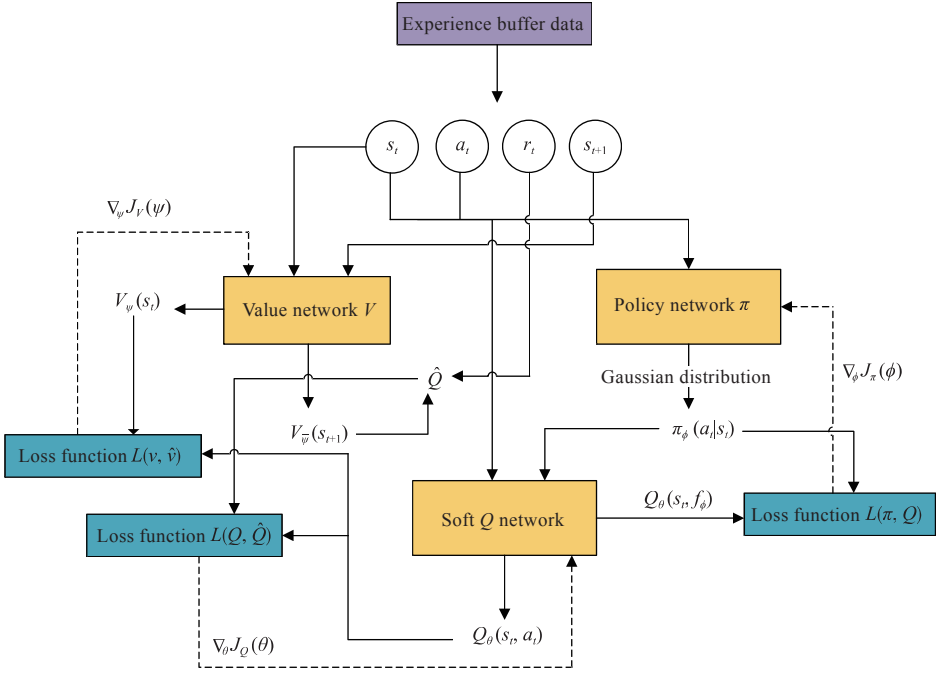 Experience buffer data
s_t
a_t
r_t
s_{t+1}
∇_ψ J_V(ψ)
V_ψ(s_t)
Value network V
Policy network π
Q̂
Gaussian distribution
∇_ϕ J_π(ϕ)
V_ψ̅(s_{t+1})
π_ϕ(a_t|s_t)
Loss function L(v, v̂)
Q_θ(s_t, f_ϕ)
Soft Q network
Loss function L(π, Q)
Loss function L(Q, Q̂)
∇_θ J_Q(θ)
Q_θ(s_t, a_t)